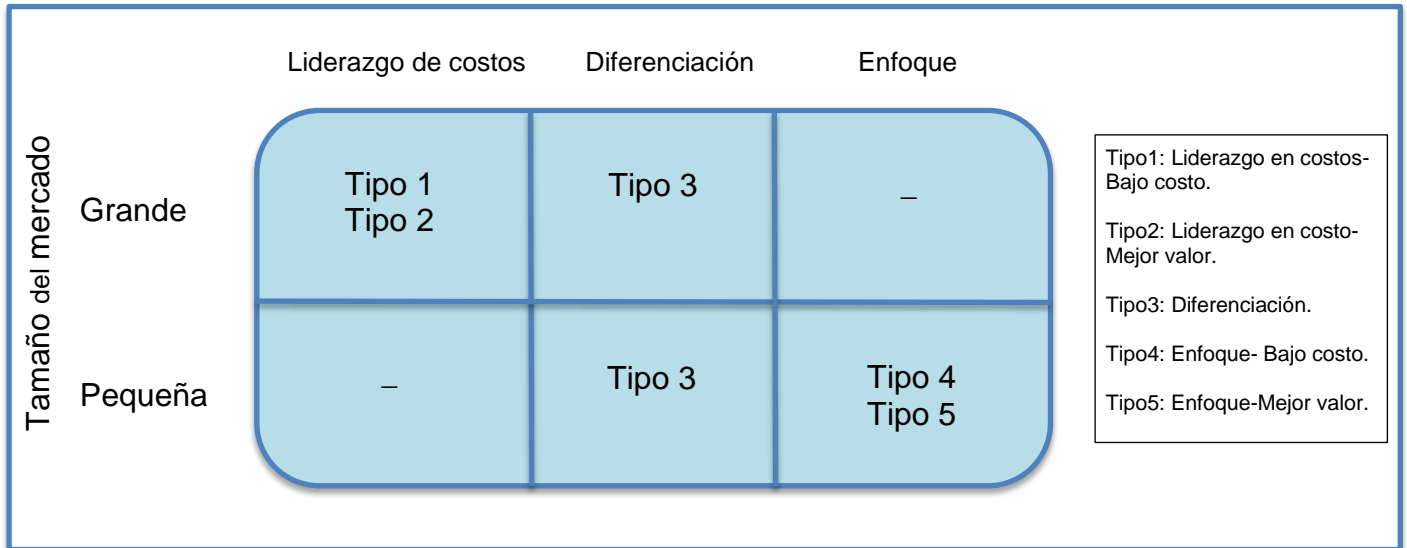 Liderazgo de costos Diferenciación Enfoque
Tamaño del mercado
Grande
Tipo 1
Tipo 2
Tipo 3
–
Pequeña
–
Tipo 3
Tipo 4
Tipo 5
Tipo1: Liderazgo en costos-
Bajo costo.
Tipo2: Liderazgo en costo-
Mejor valor.
Tipo3: Diferenciación.
Tipo4: Enfoque- Bajo costo.
Tipo5: Enfoque-Mejor valor.